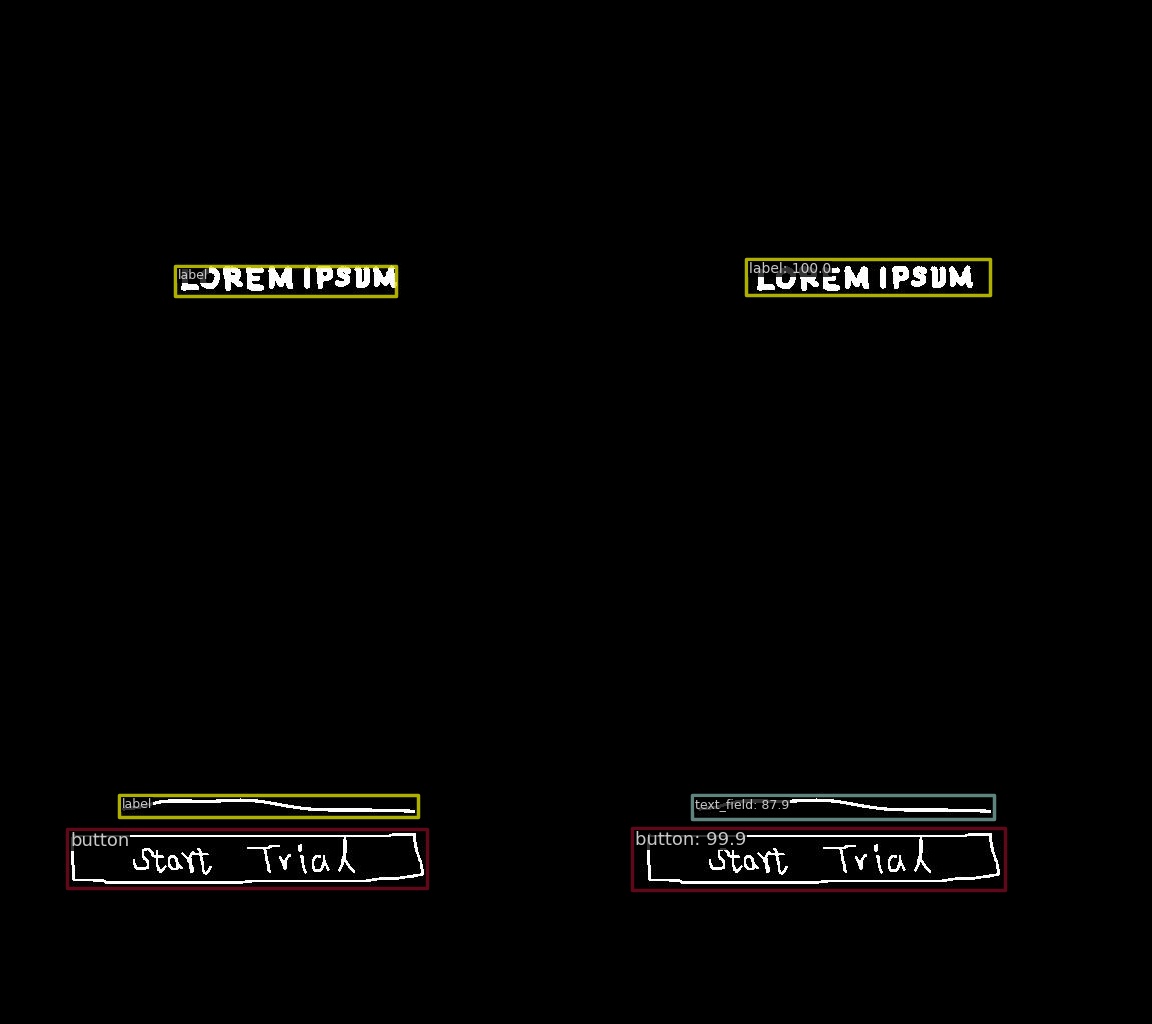 label label: 100.0
LOREM IPSUM LOREM IPSUM
label text_field: 87.9
button button: 99.9
Start Trial Start Trial